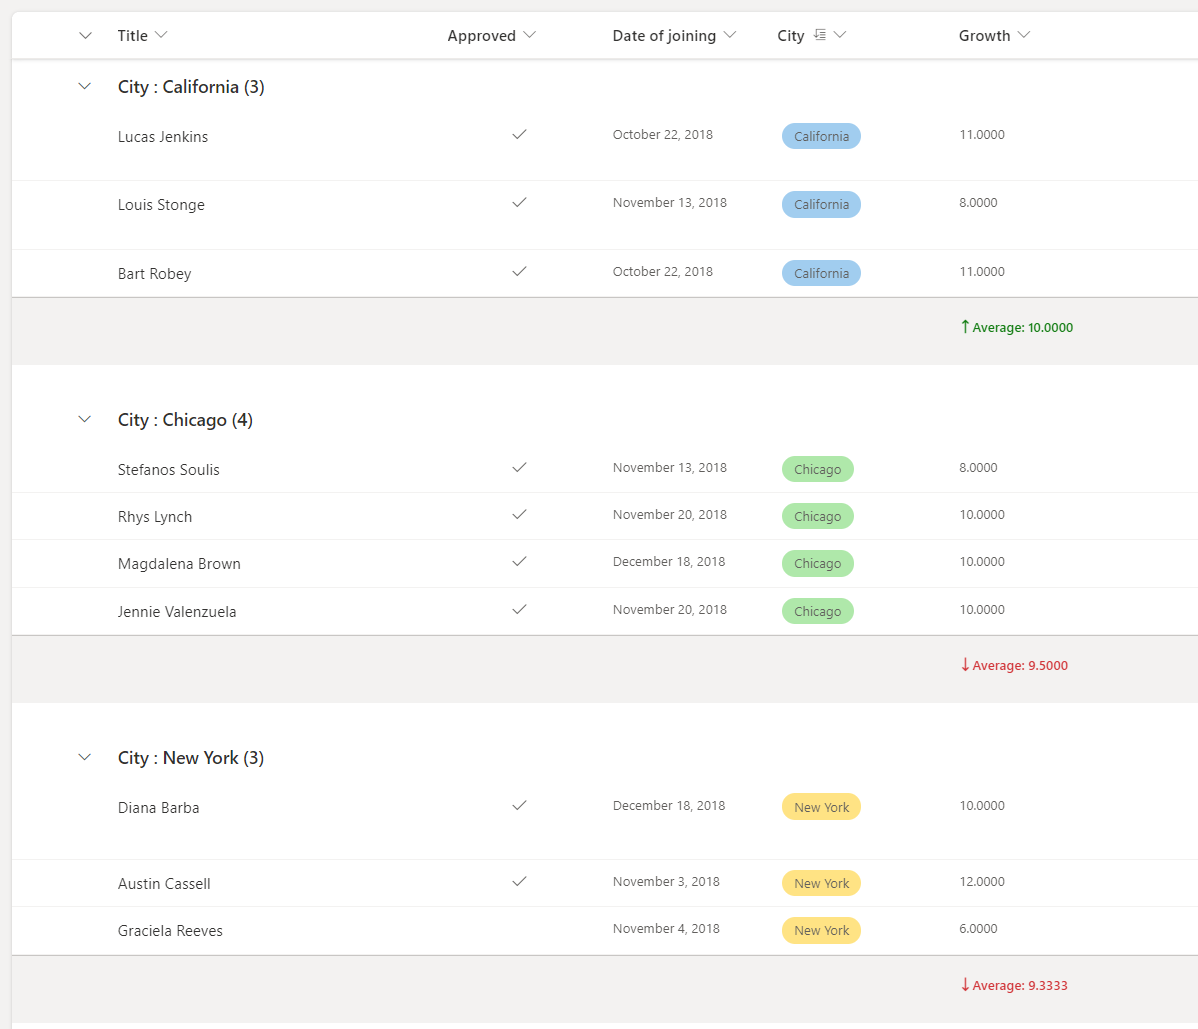 Title Approved Date of joining City Growth
City : California (3)
Lucas Jenkins October 22, 2018 California 11.0000
Louis Stonge November 13, 2018 California 8.0000
Bart Robey October 22, 2018 California 11.0000
Average: 10.0000
City : Chicago (4)
Stefanos Soulis November 13, 2018 Chicago 8.0000
Rhys Lynch November 20, 2018 Chicago 10.0000
Magdalena Brown December 18, 2018 Chicago 10.0000
Jennie Valenzuela November 20, 2018 Chicago 10.0000
Average: 9.5000
City : New York (3)
Diana Barba December 18, 2018 New York 10.0000
Austin Cassell November 3, 2018 New York 12.0000
Graciela Reeves November 4, 2018 New York 6.0000
Average: 9.3333